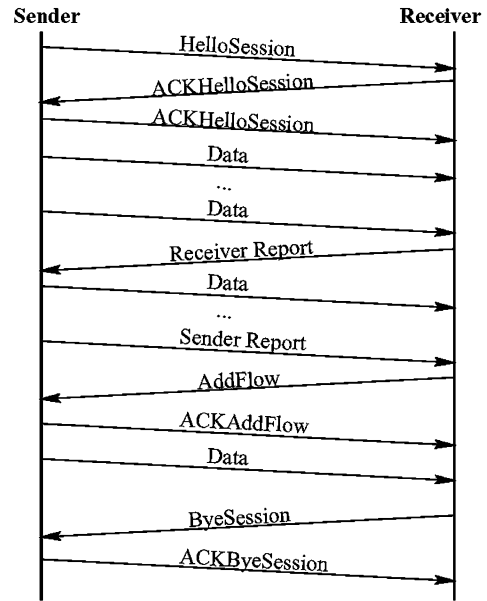 Sender Receiver
HelloSession
ACKHelloSession
ACKHelloSession
Data
...
Data
Receiver Report
Data
...
Sender Report
AddFlow
ACKAddFlow
Data
ByeSession
ACKByeSession